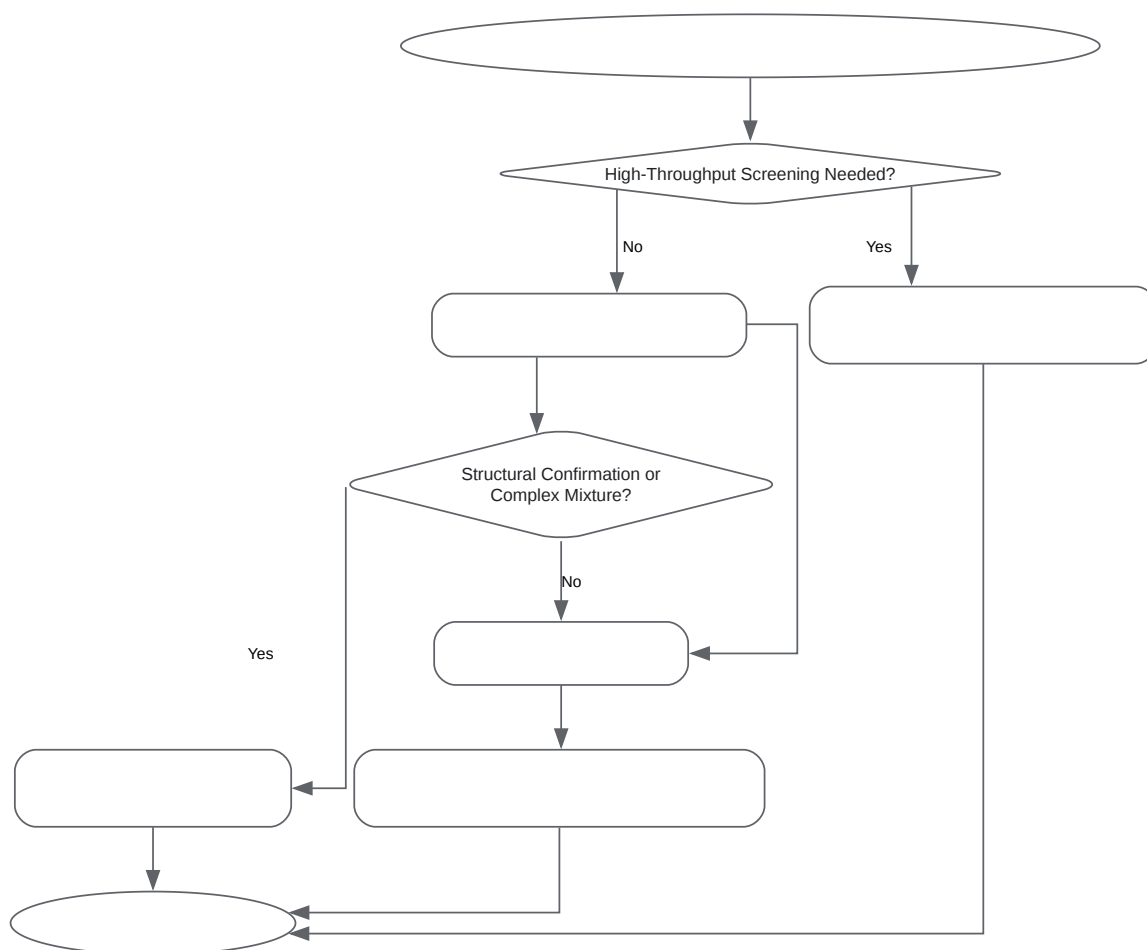 High-Throughput Screening Needed?
No
Yes
Structural Confirmation or
Complex Mixture?
No
Yes